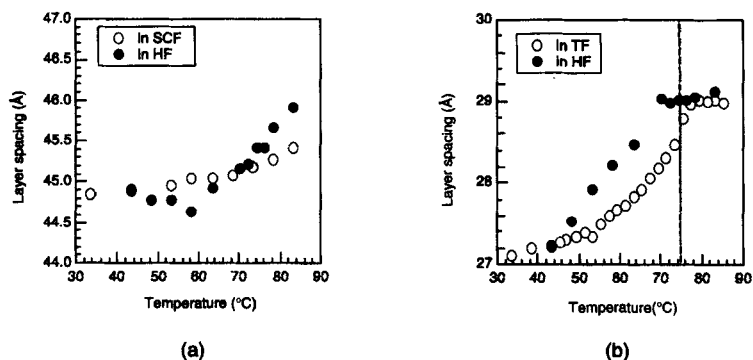 47.0
46.0
45.5
45.0
44.5
44.0
Layer spacing (Å)
In SCF
In HF
30 40 50 60 70 80 90
Temperature (°C)
(a)
30
29
28
27
Layer spacing (Å)
In TF
In HF
30 40 50 60 70 80 90
Temperature(°C)
(b)